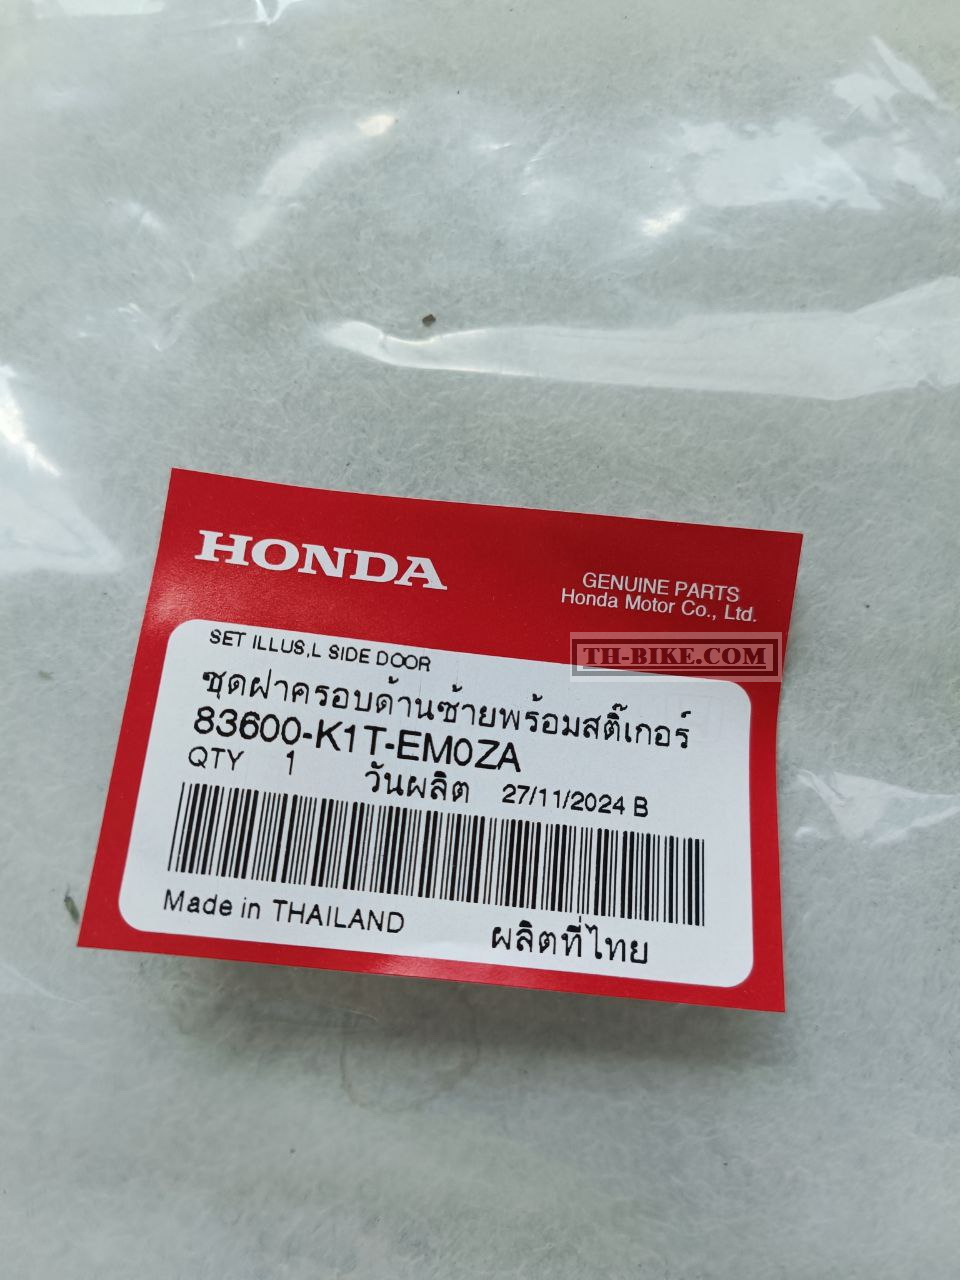 HONDA
GENUINE PARTS
Honda Motor Co., Ltd.
SET ILLUS,L SIDE DOOR
TH-BIKE.COM
ชุดฝาครอบด้านซ้ายพร้อมสติ๊เกอร์
83600-K1T-EM0ZA
QTY 1
วันผลิต 27/11/2024 B
Made in THAILAND ผลิตที่ไทย